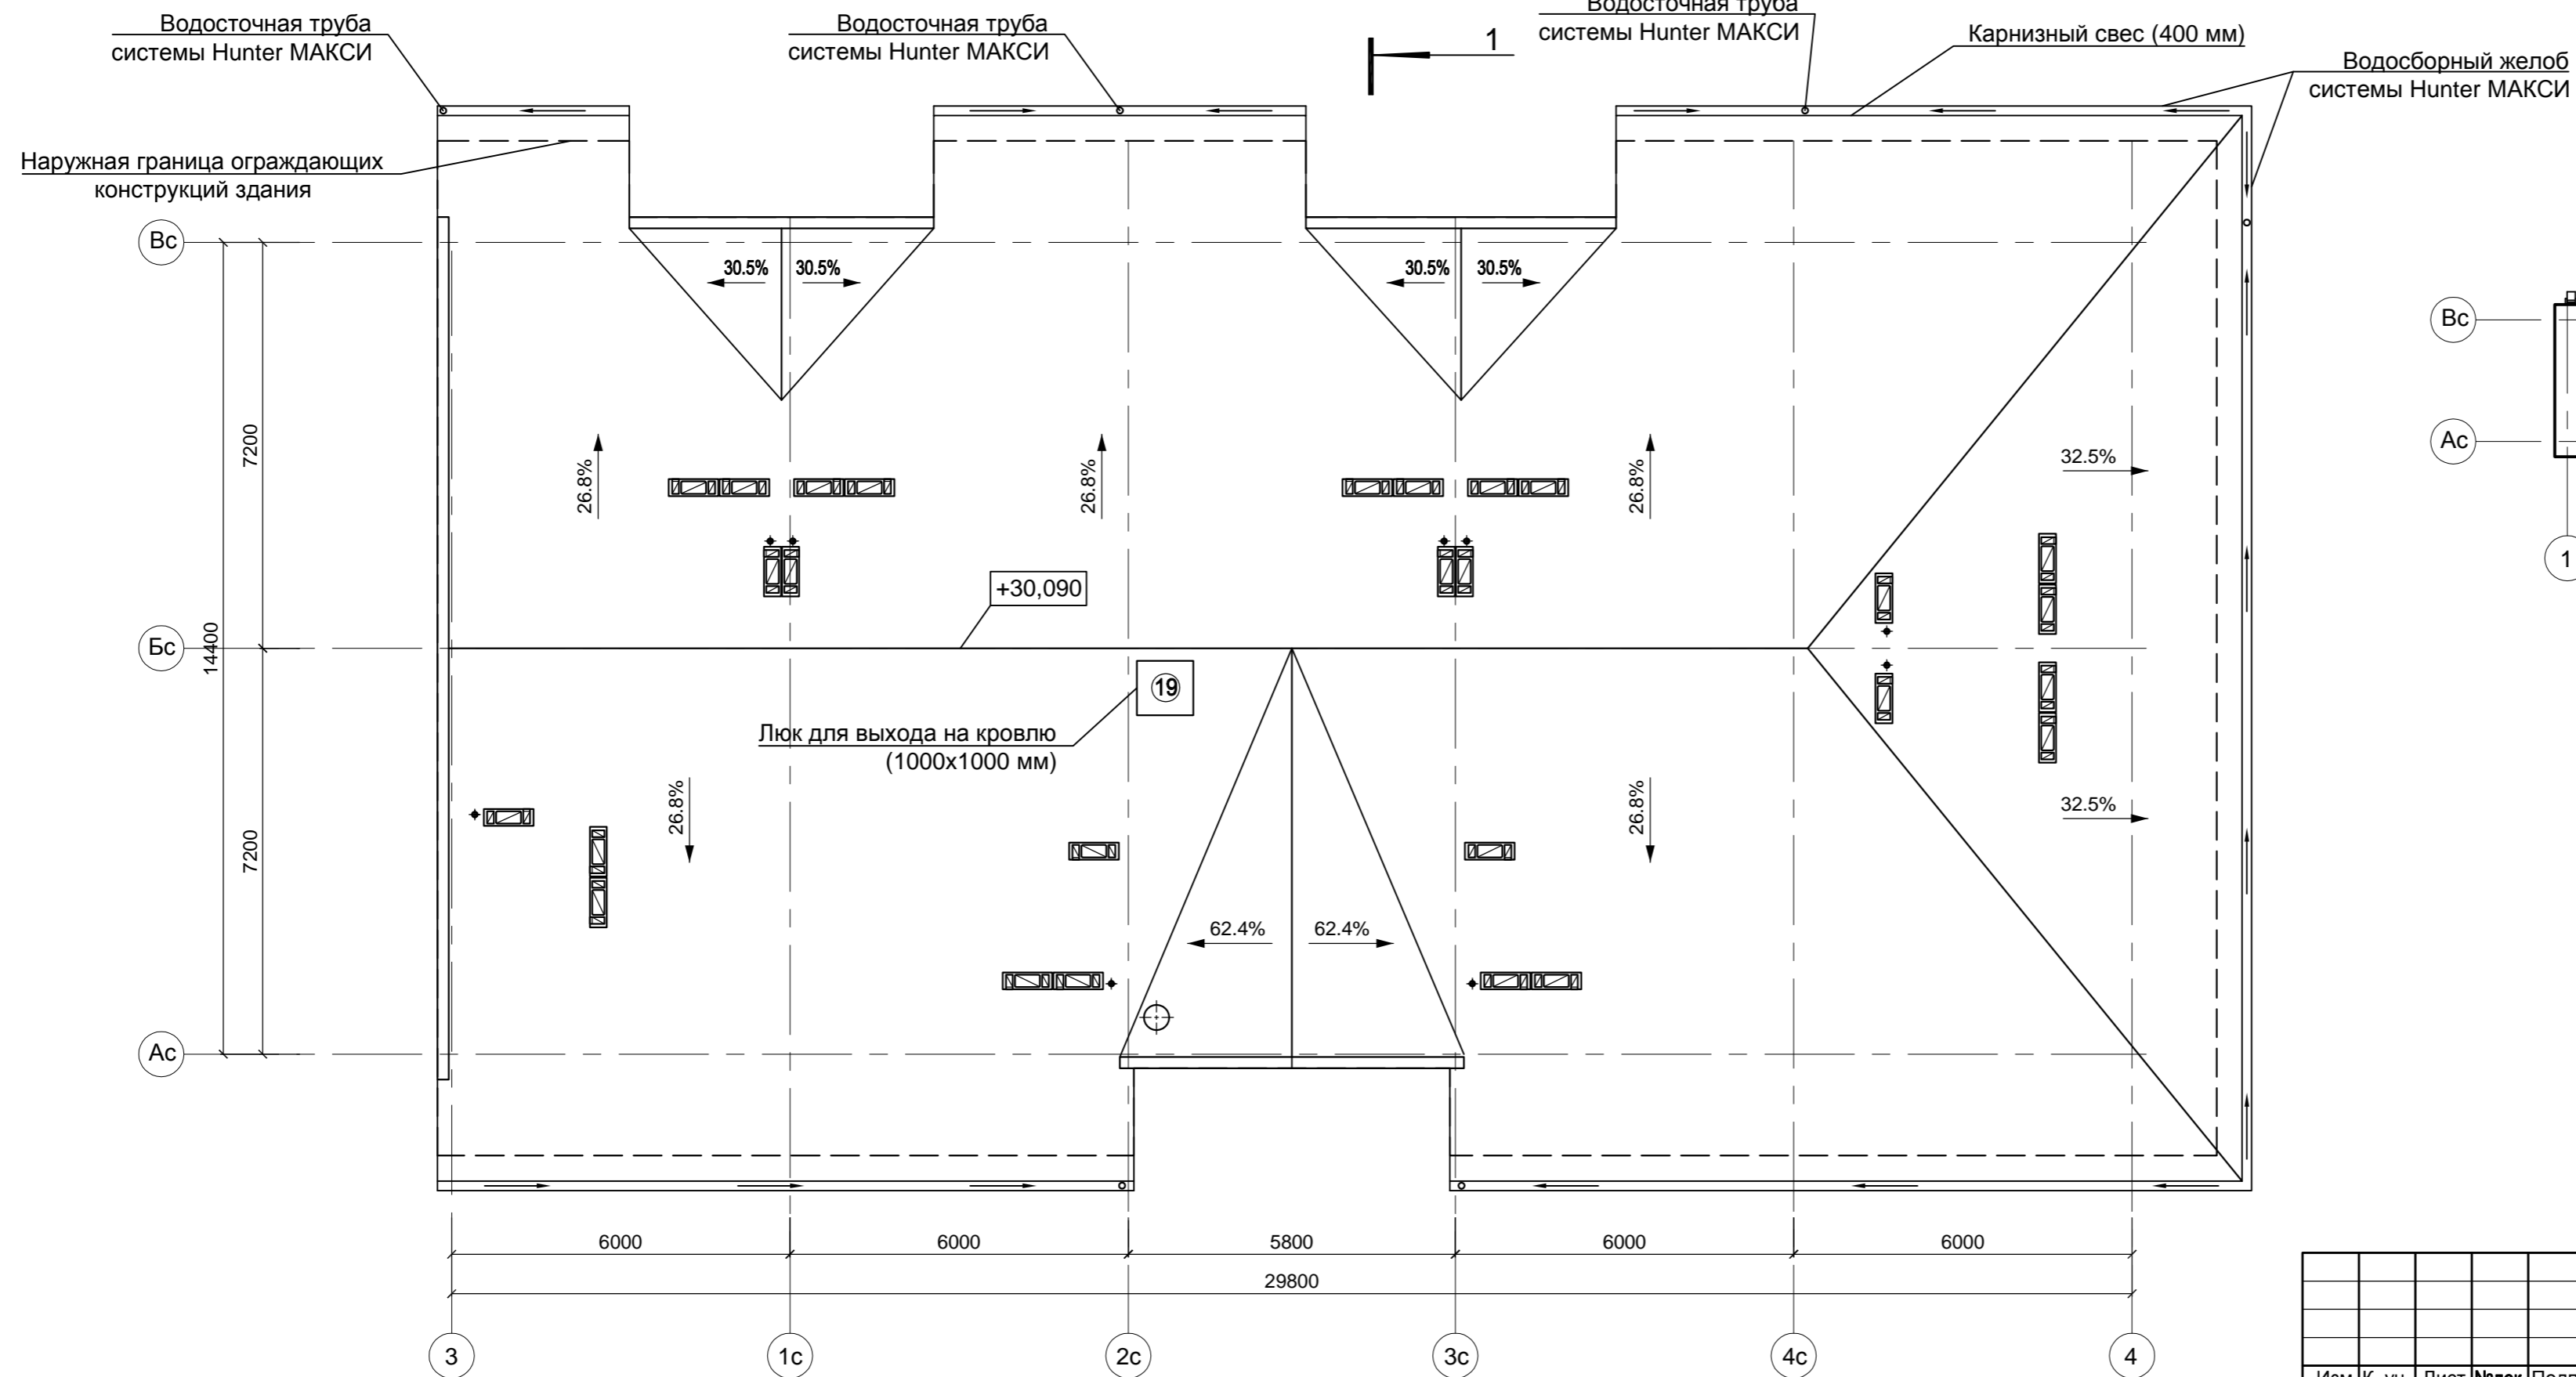 Водосточная труба
системы Hunter МАКСИ
Водосточная труба
системы Hunter МАКСИ
Водосточная труба
системы Hunter МАКСИ
1
Карнизный свес (400 мм)
Водосборный желоб
системы Hunter МАКСИ
Наружная граница ограждающих
конструкций здания
Вс
30.5% 30.5%
30.5% 30.5%
Вс
Ас
1
7200
26.8%
26.8%
26.8%
32.5%
+30,090
Бс
14400
19
Люк для выхода на кровлю
(1000х1000 мм)
7200
26.8%
26.8%
32.5%
62.4% 62.4%
Ас
6000 6000 5800 6000 6000
29800
3 1с 2с 3с 4с 4